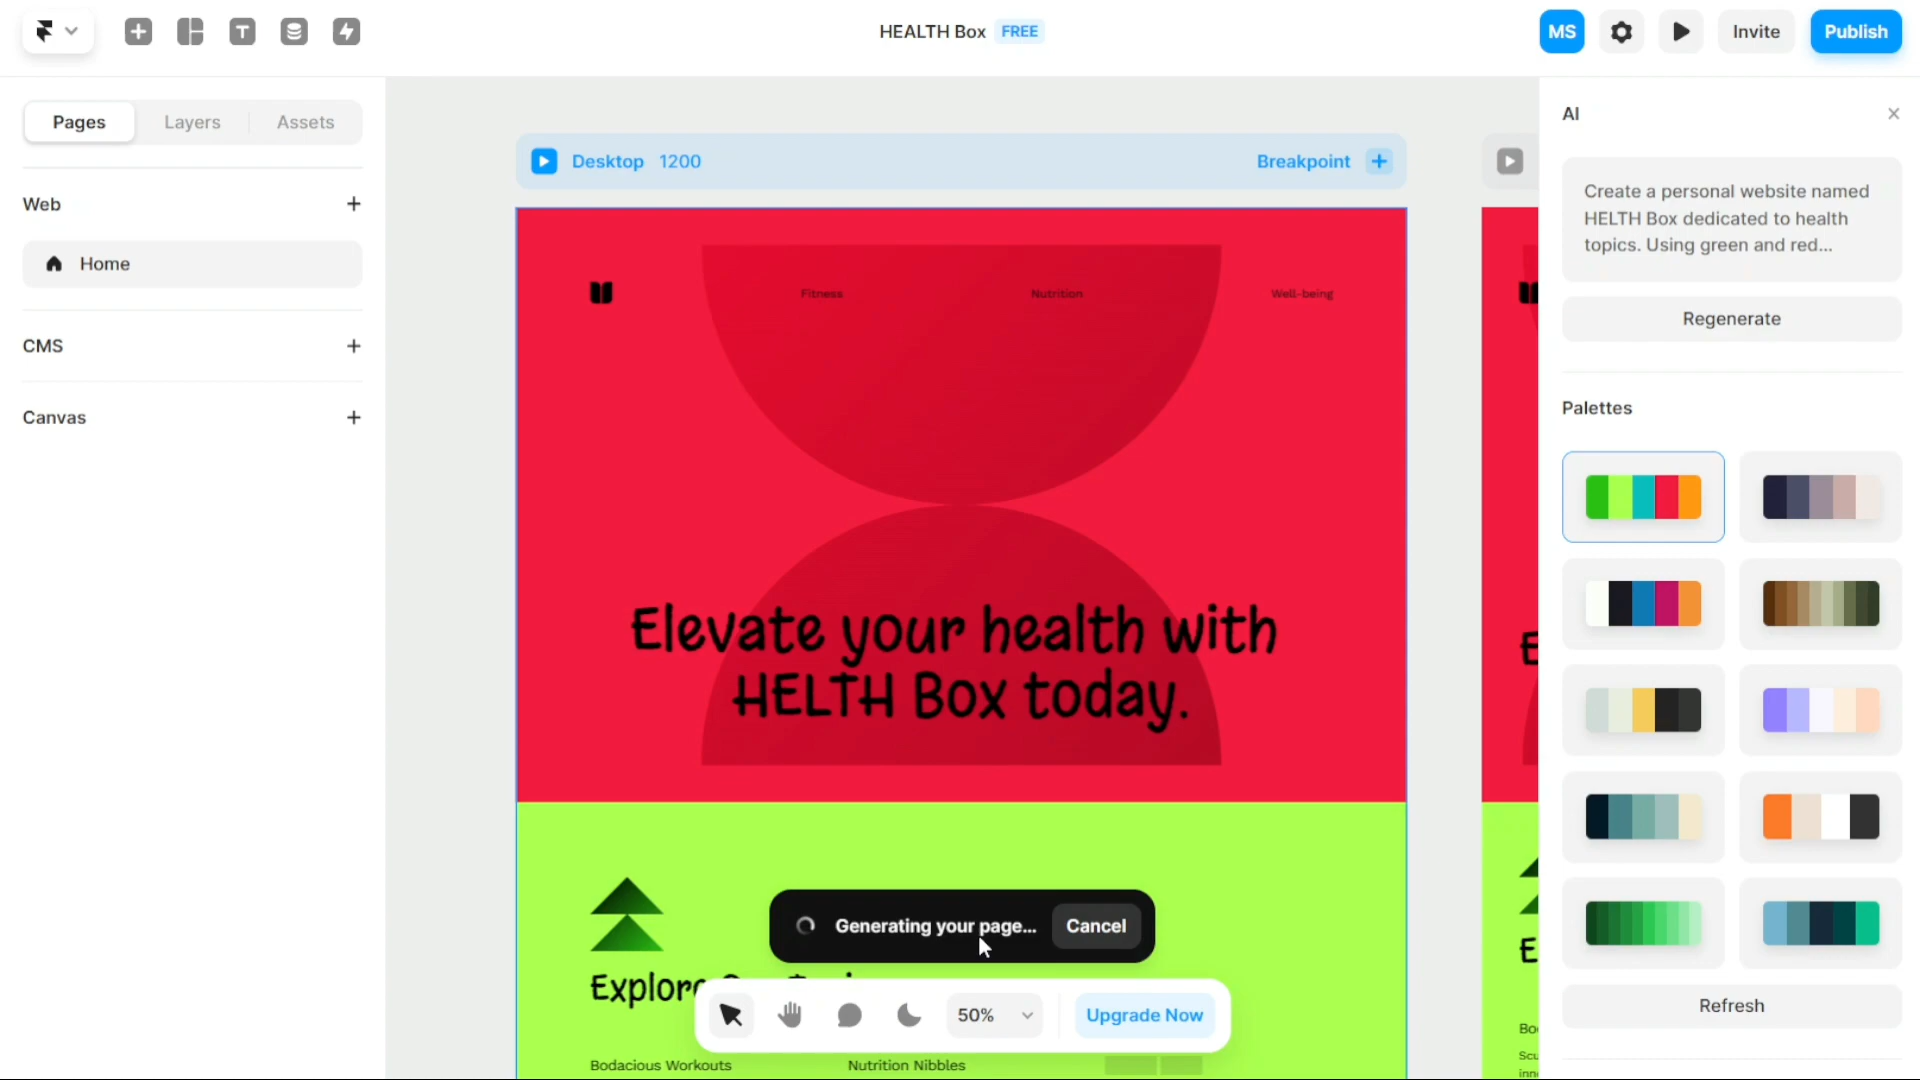 HEALTH Box FREE
MS
Invite
Publish
Pages
Layers
Assets
Web
Home
CMS
Canvas
Desktop 1200
Breakpoint
Fitness
Nutrition
Well-being
Elevate your health with
HELTH Box today.
Generating your page...
Cancel
50%
Upgrade Now
Bodacious Workouts
Nutrition Nibbles
AI
Create a personal website named
HELTH Box dedicated to health
topics. Using green and red...
Regenerate
Palettes
Refresh